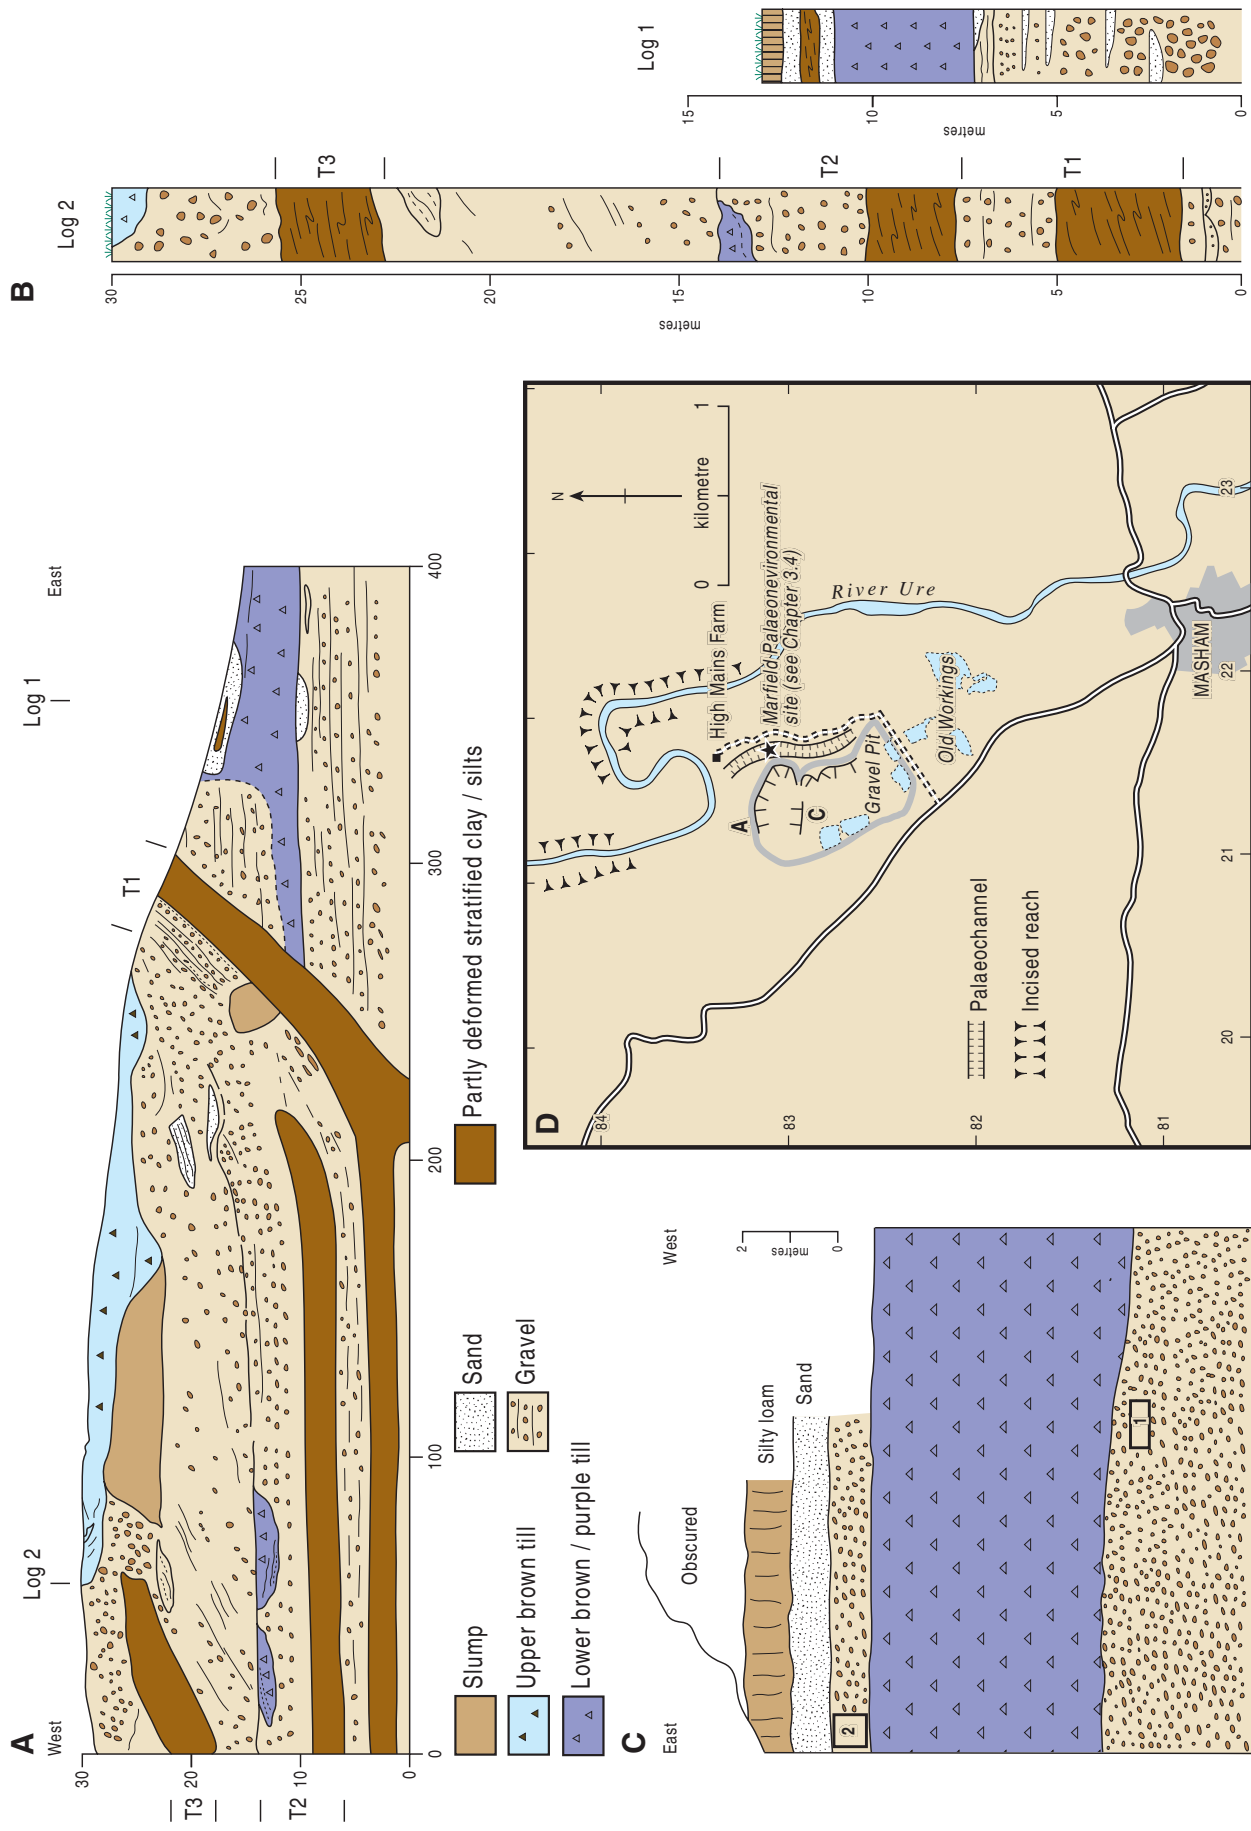 A
West
East
Log 2
Log 1
T1
30
20
10
0
T3
T2
0
100
200
300
400
Slump
Upper brown till
Lower brown / purple till
Sand
Gravel
Partly deformed stratified clay / silts
B
Log 2
Log 1
30
25
20
15
10
5
0
metres
T3
T2
T1
15
10
5
0
metres
C
East
West
Obscured
Silty loam
Sand
2
metres
0
2
1
D
84
83
82
81
20
21
22
23
N
0
1
kilometre
High Mains Farm
Marfield Palaeonevironmental
site (see Chapter 3.4)
River Ure
A
C
Gravel Pit
Old Workings
MASHAM
Palaeochannel
Incised reach